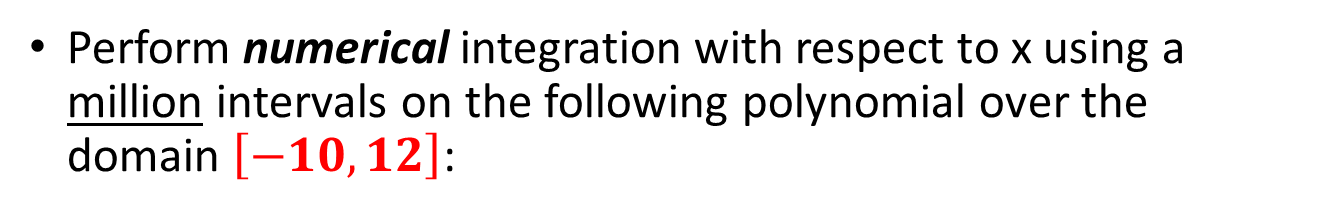 • Perform numerical integration with respect to x using a
million intervals on the following polynomial over the
domain [−10, 12]: